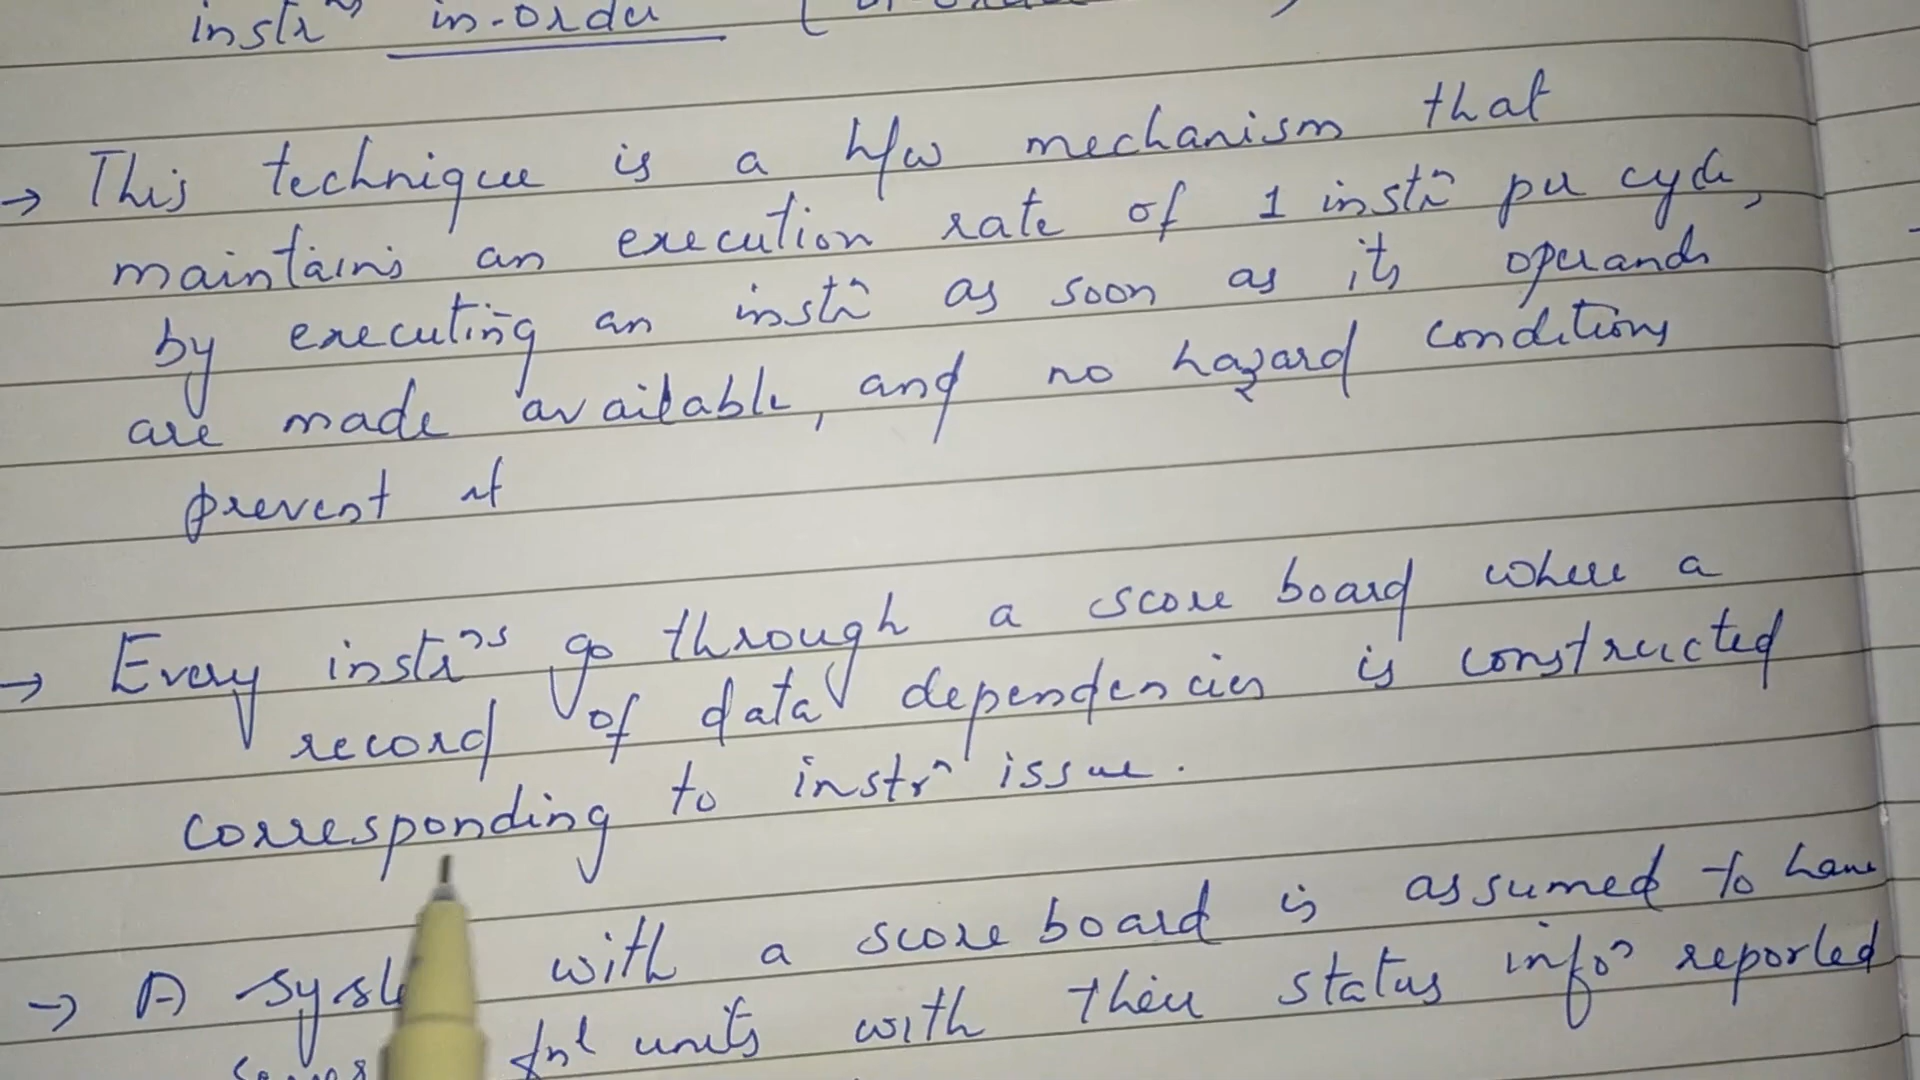 instrⁿ in-order (
→ This technique is a h/w mechanism that
maintains an execution rate of 1 instrⁿ per cycle,
by executing an instrⁿ as soon as its operands
are made available, and no hazard conditions
prevent it
→ Every instrⁿs go through a score board where a
record of data dependencies is constructed
corresponding to instrⁿ issue.
→ A with a score board is assumed to have
fnl units with their status infoⁿ reported